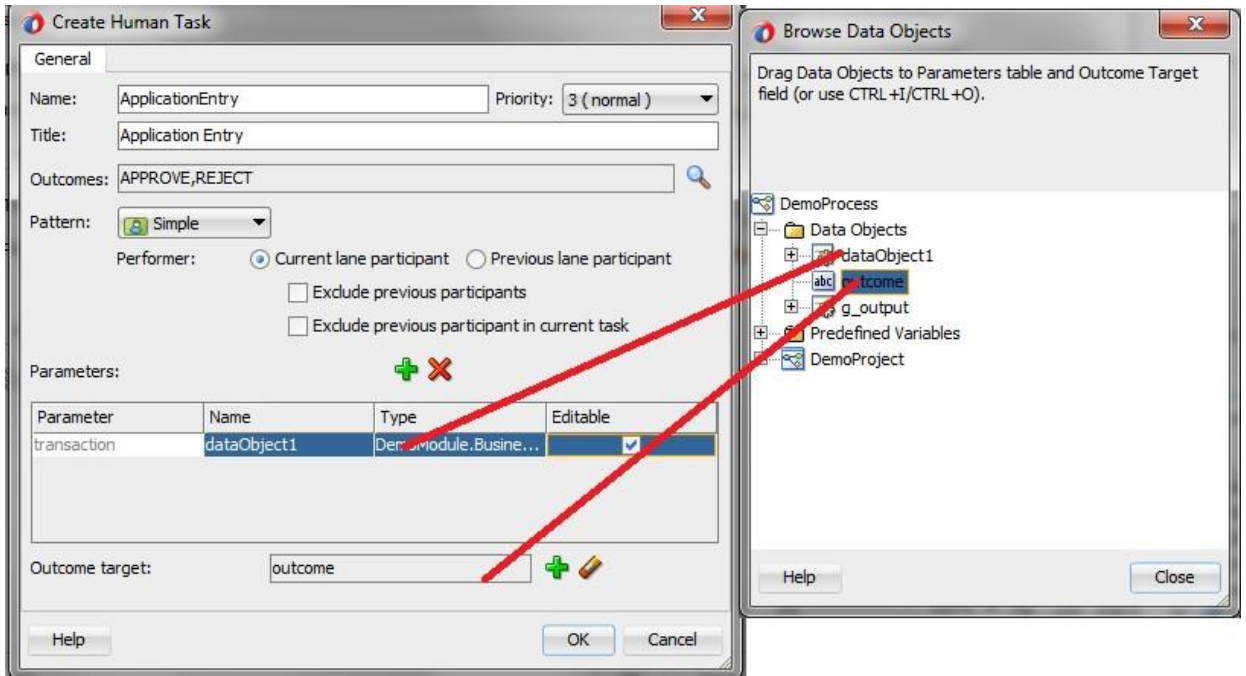 Create Human Task
General
Name: ApplicationEntry Priority: 3 ( normal )
Title: Application Entry
Outcomes: APPROVE,REJECT
Pattern: Simple
Performer: Current lane participant Previous lane participant
Exclude previous participants
Exclude previous participant in current task
Parameters:
Parameter Name Type Editable
transaction dataObject1 DemoModule.Busine...
Outcome target: outcome
Help OK Cancel
Browse Data Objects
Drag Data Objects to Parameters table and Outcome Target
field (or use CTRL+I/CTRL+O).
DemoProcess
Data Objects
dataObject1
abc outcome
g_output
Predefined Variables
DemoProject
Help Close